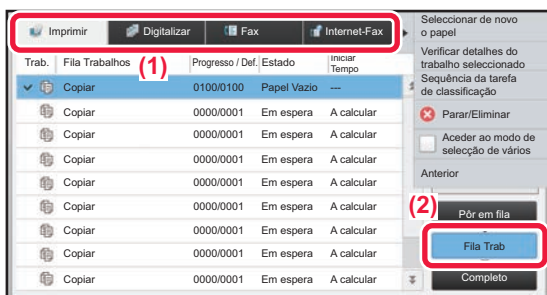 Imprimir Digitalizar Fax Internet-Fax
(1)
Trab. Fila Trabalhos Progresso / Def. Estado Iniciar Tempo
Copiar 0100/0100 Papel Vazio ---
Copiar 0000/0001 Em espera A calcular
Copiar 0000/0001 Em espera A calcular
Copiar 0000/0001 Em espera A calcular
Copiar 0000/0001 Em espera A calcular
Copiar 0000/0001 Em espera A calcular
Copiar 0000/0001 Em espera A calcular
Copiar 0000/0001 Em espera A calcular
Copiar 0000/0001 Em espera A calcular
Seleccionar de novo
o papel
Verificar detalhes do
trabalho seleccionado
Sequência da tarefa
de classificação
Parar/Eliminar
Aceder ao modo de
selecção de vários
Anterior
(2)
Pôr em fila
Fila Trab
Completo